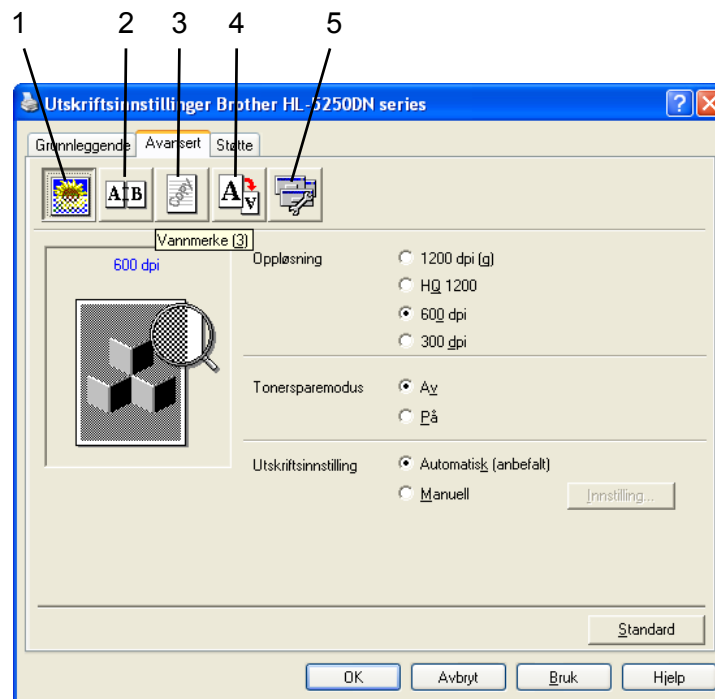 1 2 3 4 5
Utskriftsinnstillinger Brother HL-5250DN series
Grunnleggende Avansert Støtte
A B copy A V
Vannmerke (3)
600 dpi
Oppløsning
1200 dpi (g)
HQ 1200
600 dpi
300 dpi
Tonersparemodus
Av
På
Utskriftsinnstilling
Automatisk (anbefalt)
Manuell Innstilling...
Standard
OK Avbryt Bruk Hjelp